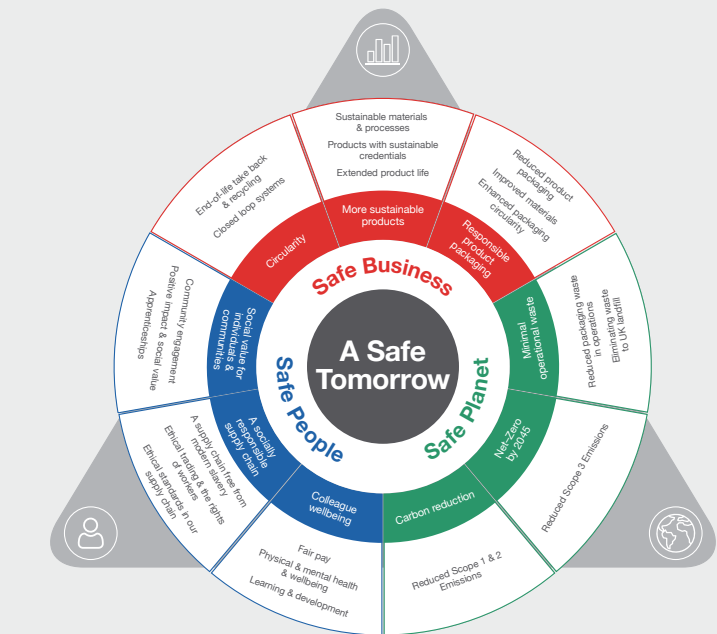 A Safe
Tomorrow
Safe Business
Safe Planet
Safe People
Circularity
End-of-life take back
& recycling
Closed loop systems
More sustainable
products
Sustainable materials
& processes
Products with sustainable
credentials
Extended product life
Responsible
product
packaging
Reduced product
packaging
Improved materials
Enhanced packaging
circularity
Minimal
operational waste
Reduced packaging waste
in operations
Eliminating waste
to UK landfill
Net-Zero
by 2045
Reduced Scope 3 Emissions
Carbon reduction
Reduced Scope 1 & 2
Emissions
Colleague
wellbeing
Fair pay
Physical & mental health
& wellbeing
Learning & development
A socially
responsible
supply chain
A supply chain free from
modern slavery
Ethical trading & the rights
of workers
Ethical standards in our
supply chain
Social value for
individuals &
communities
Community engagement
Positive impact & social value
Apprenticeships